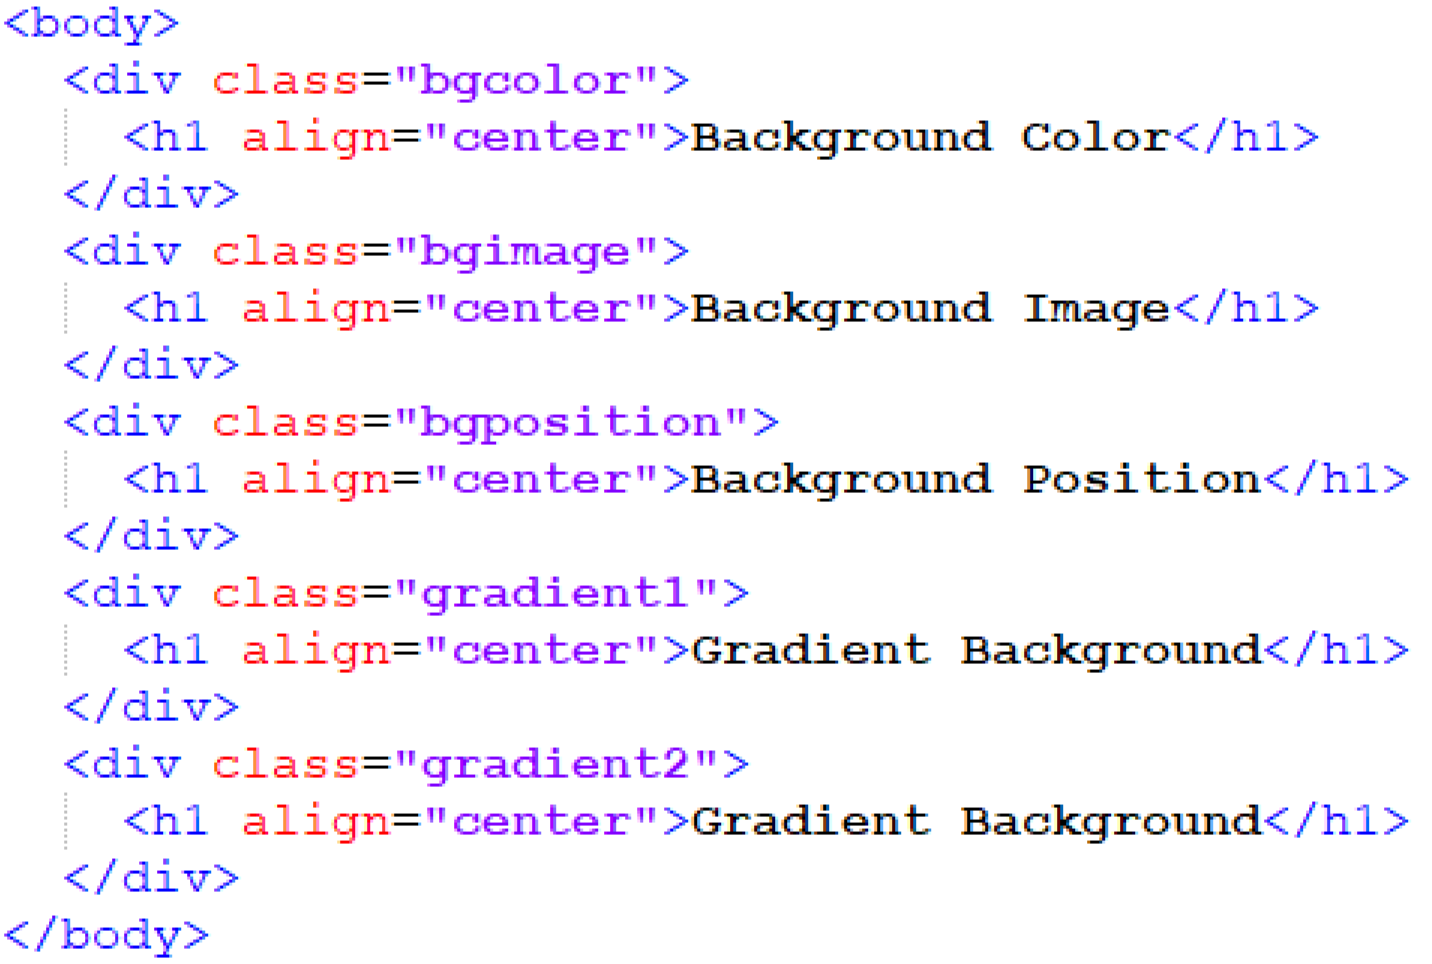 <body>
<div class="bgcolor">
<h1 align="center">Background Color</h1>
</div>
<div class="bgimage">
<h1 align="center">Background Image</h1>
</div>
<div class="bgposition">
<h1 align="center">Background Position</h1>
</div>
<div class="gradient1">
<h1 align="center">Gradient Background</h1>
</div>
<div class="gradient2">
<h1 align="center">Gradient Background</h1>
</div>
</body>